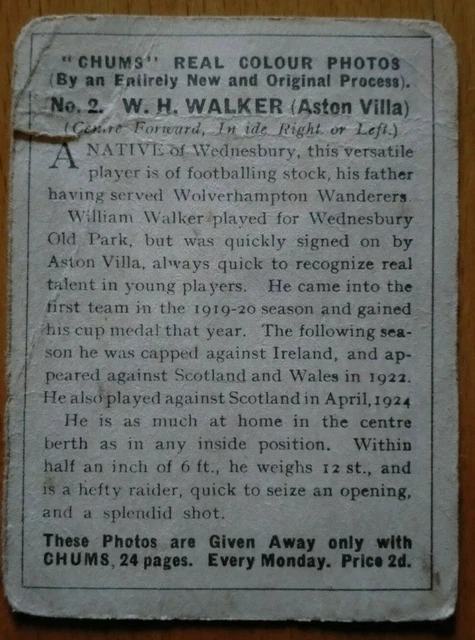 "CHUMS" REAL COLOUR PHOTOS
(By an Entirely New and Original Process).
No. 2. W. H. WALKER (Aston Villa)
(Centre Forward, In ide Right or Left.)
A NATIVE of Wednesbury, this versatile
player is of footballing stock, his father
having served Wolverhampton Wanderers.
William Walker played for Wednesbury
Old Park, but was quickly signed on by
Aston Villa, always quick to recognize real
talent in young players. He came into the
first team in the 1919-20 season and gained
his cup medal that year. The following sea-
son he was capped against Ireland, and ap-
peared against Scotland and Wales in 1922.
He also played against Scotland in April, 1924
He is as much at home in the centre
berth as in any inside position. Within
half an inch of 6 ft., he weighs 12 st., and
is a hefty raider, quick to seize an opening,
and a splendid shot.
These Photos are Given Away only with
CHUMS, 24 pages. Every Monday. Price 2d.